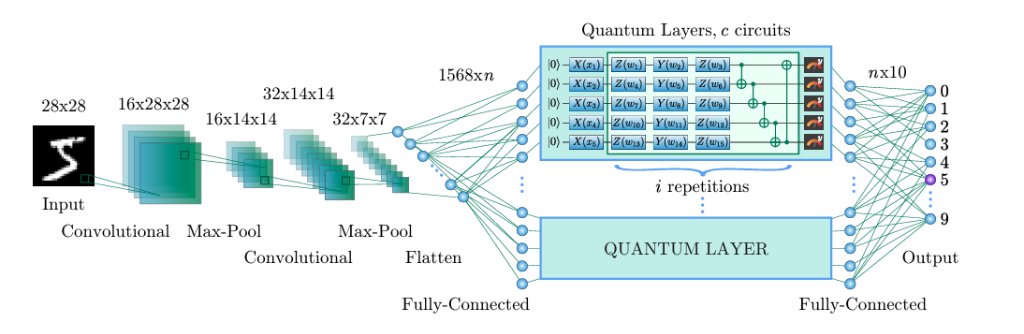 Quantum Layers, c circuits
28x28
16x28x28
16x14x14
32x14x14
32x7x7
1568xn
nx10
|0⟩ X(x₁) Z(w₁) Y(w₂) Z(w₃)
|0⟩ X(x₂) Z(w₄) Y(w₅) Z(w₆)
|0⟩ X(x₃) Z(w₇) Y(w₈) Z(w₉)
|0⟩ X(x₄) Z(w₁₀) Y(w₁₁) Z(w₁₂)
|0⟩ X(x₅) Z(w₁₃) Y(w₁₄) Z(w₁₅)
i repetitions
QUANTUM LAYER
0
1
2
3
4
5
9
Input
Convolutional
Max-Pool
Convolutional
Max-Pool
Flatten
Fully-Connected
Fully-Connected
Output